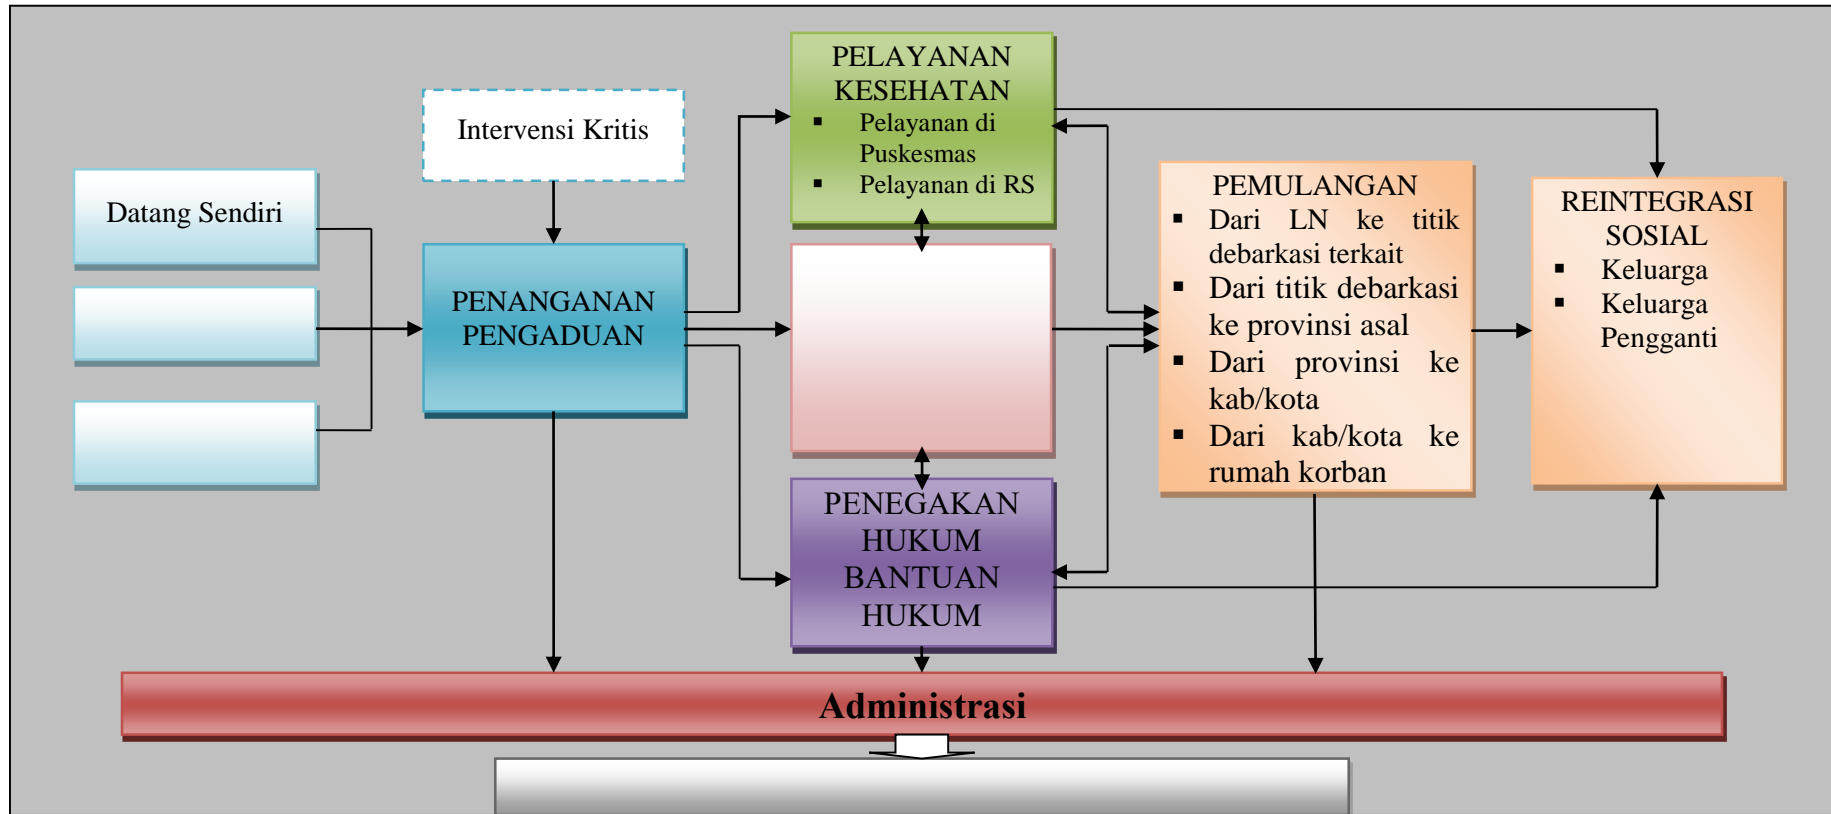 Datang Sendiri
Intervensi Kritis
PENANGANAN
PENGADUAN
PELAYANAN
KESEHATAN
▪ Pelayanan di
Puskesmas
▪ Pelayanan di RS
PENEGAKAN
HUKUM
BANTUAN
HUKUM
PEMULANGAN
▪ Dari LN ke titik
debarkasi terkait
▪ Dari titik debarkasi
ke provinsi asal
▪ Dari provinsi ke
kab/kota
▪ Dari kab/kota ke
rumah korban
REINTEGRASI
SOSIAL
▪ Keluarga
▪ Keluarga
Pengganti
Administrasi